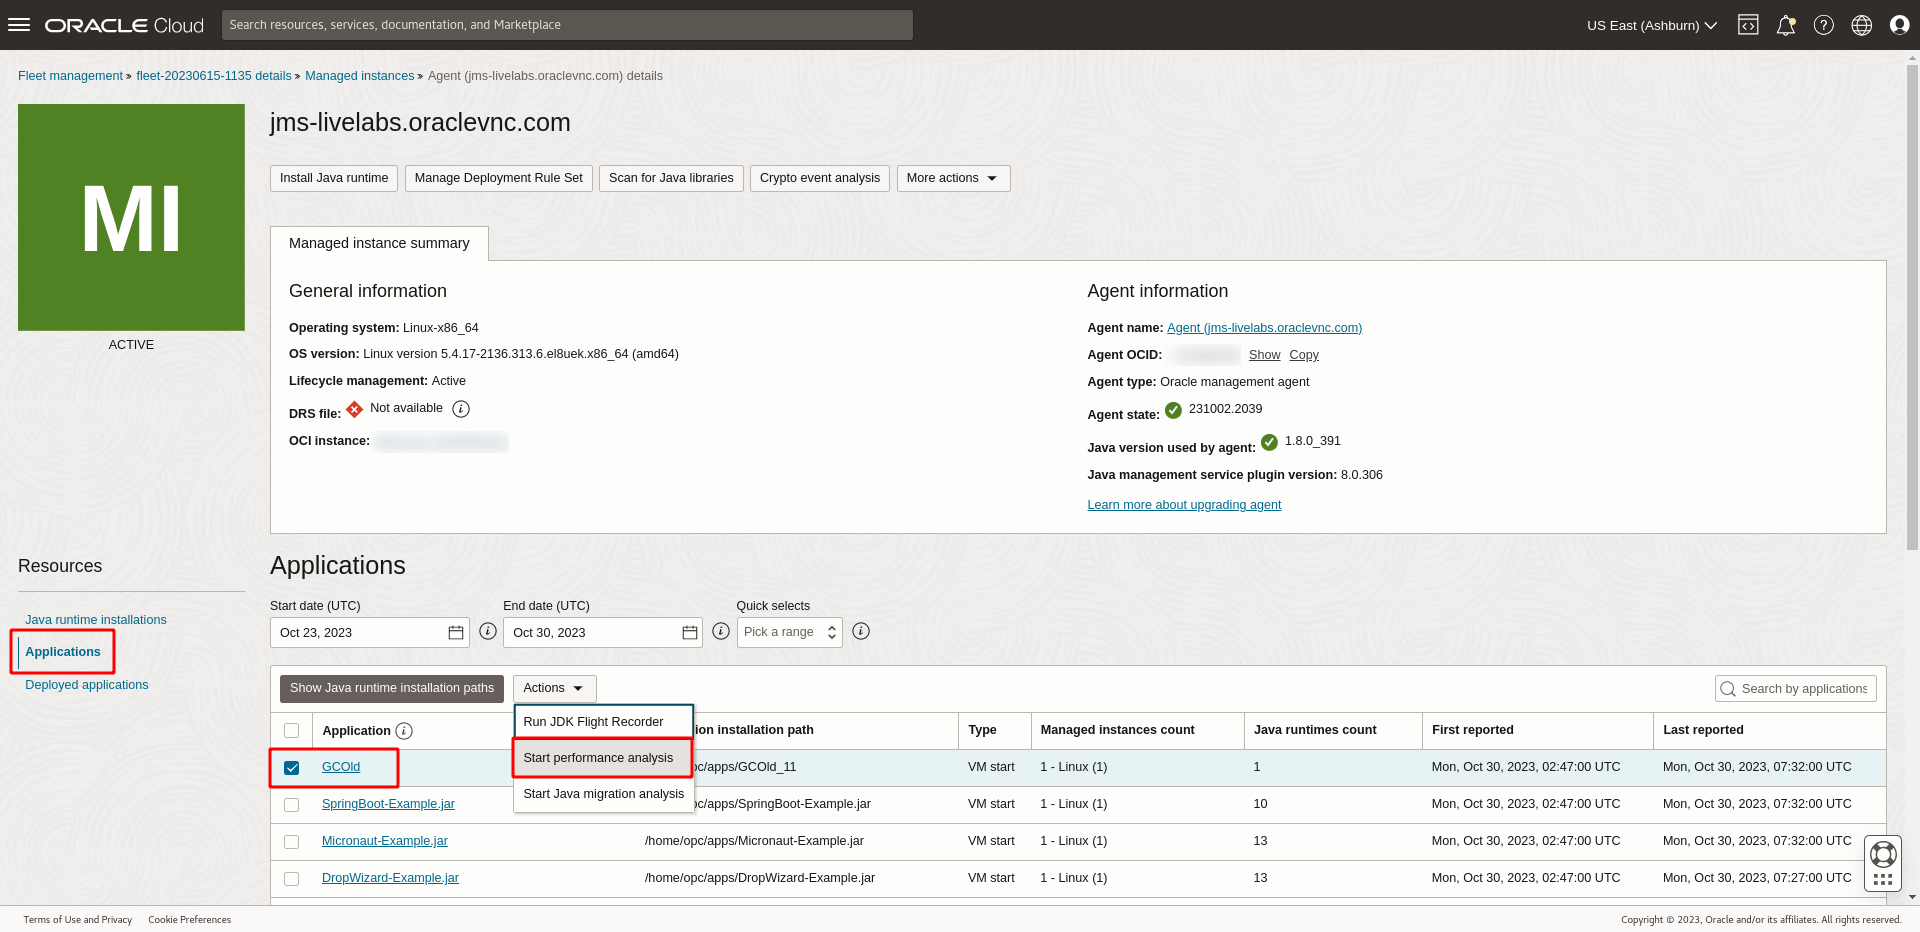 ORACLE Cloud
Search resources, services, documentation, and Marketplace
US East (Ashburn)
Fleet management » fleet-20230615-1135 details » Managed instances » Agent (jms-livelabs.oraclevnc.com) details
MI
ACTIVE
jms-livelabs.oraclevnc.com
Install Java runtime
Manage Deployment Rule Set
Scan for Java libraries
Crypto event analysis
More actions
Managed instance summary
General information
Operating system: Linux-x86_64
OS version: Linux version 5.4.17-2136.313.6.el8uek.x86_64 (amd64)
Lifecycle management: Active
DRS file: Not available
OCI instance:
Agent information
Agent name: Agent (jms-livelabs.oraclevnc.com)
Agent OCID: Show Copy
Agent type: Oracle management agent
Agent state: 231002.2039
Java version used by agent: 1.8.0_391
Java management service plugin version: 8.0.306
Learn more about upgrading agent
Resources
Java runtime installations
Applications
Deployed applications
Applications
Start date (UTC)
End date (UTC)
Quick selects
Oct 23, 2023
Oct 30, 2023
Pick a range
Show Java runtime installation paths
Actions
Search by applications
Run JDK Flight Recorder
Start performance analysis
Start Java migration analysis
Application ion installation path Type Managed instances count Java runtimes count First reported Last reported
GCOld pc/apps/GCOld_11 VM start 1 - Linux (1) 1 Mon, Oct 30, 2023, 02:47:00 UTC Mon, Oct 30, 2023, 07:32:00 UTC
SpringBoot-Example.jar pc/apps/SpringBoot-Example.jar VM start 1 - Linux (1) 10 Mon, Oct 30, 2023, 02:47:00 UTC Mon, Oct 30, 2023, 07:32:00 UTC
Micronaut-Example.jar /home/opc/apps/Micronaut-Example.jar VM start 1 - Linux (1) 13 Mon, Oct 30, 2023, 02:47:00 UTC Mon, Oct 30, 2023, 07:32:00 UTC
DropWizard-Example.jar /home/opc/apps/DropWizard-Example.jar VM start 1 - Linux (1) 13 Mon, Oct 30, 2023, 02:47:00 UTC Mon, Oct 30, 2023, 07:27:00 UTC
Terms of Use and Privacy
Cookie Preferences
Copyright © 2023, Oracle and/or its affiliates. All rights reserved.